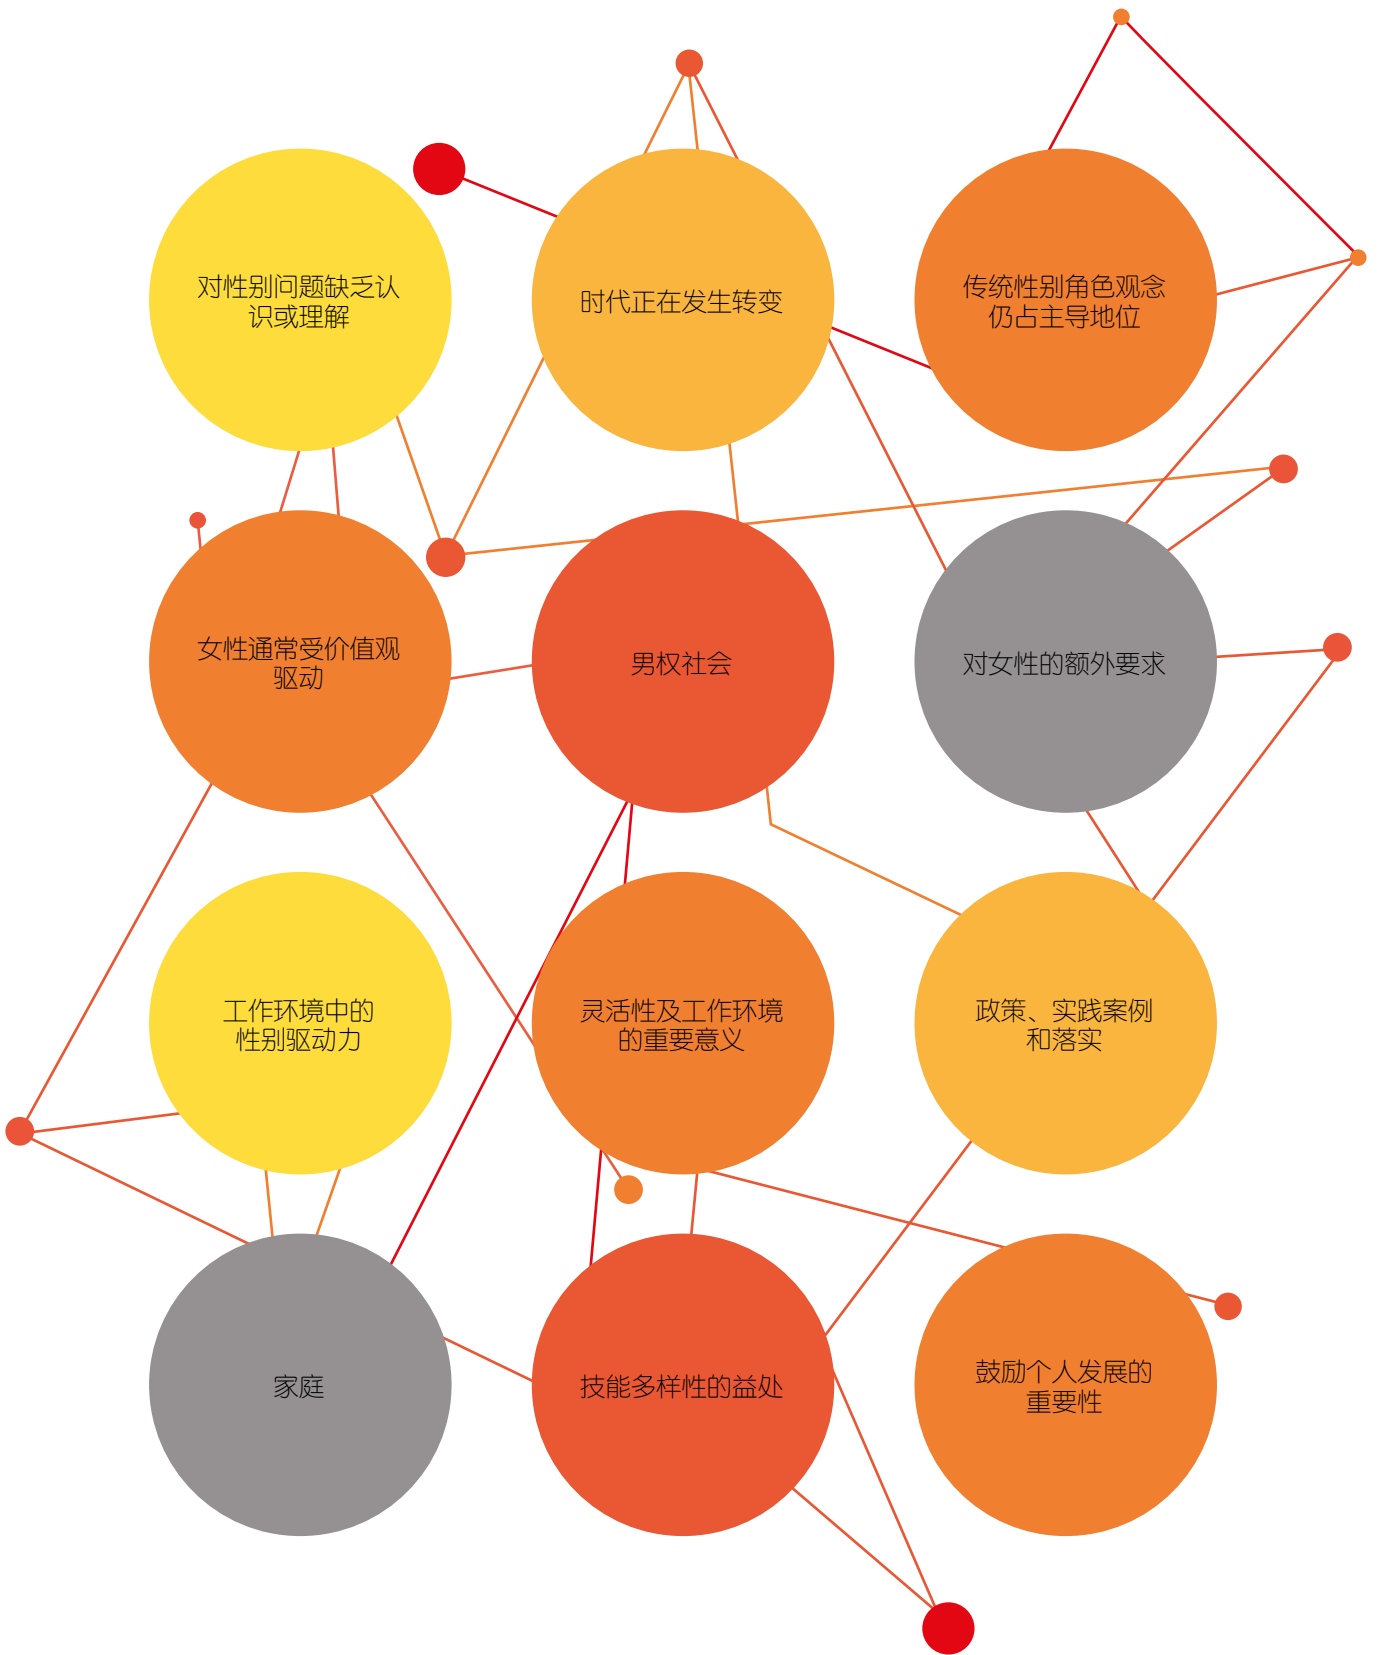 对性别问题缺乏认
识或理解
时代正在发生转变
传统性别角色观念
仍占主导地位
女性通常受价值观
驱动
男权社会
对女性的额外要求
工作环境中的
性别驱动力
灵活性及工作环境
的重要意义
政策、实践案例
和落实
家庭
技能多样性的益处
鼓励个人发展的
重要性